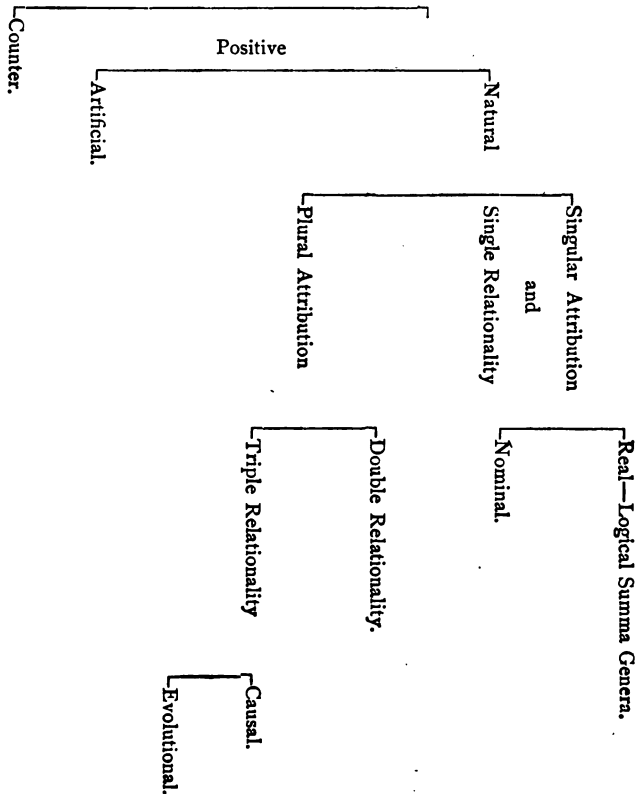 Positive
Counter.
Natural
Artificial.
Singular Attribution
and
Single Relationality
Plural Attribution
Real—Logical Summa Genera.
Nominal.
Double Relationality.
Triple Relationality
Causal.
Evolutional.